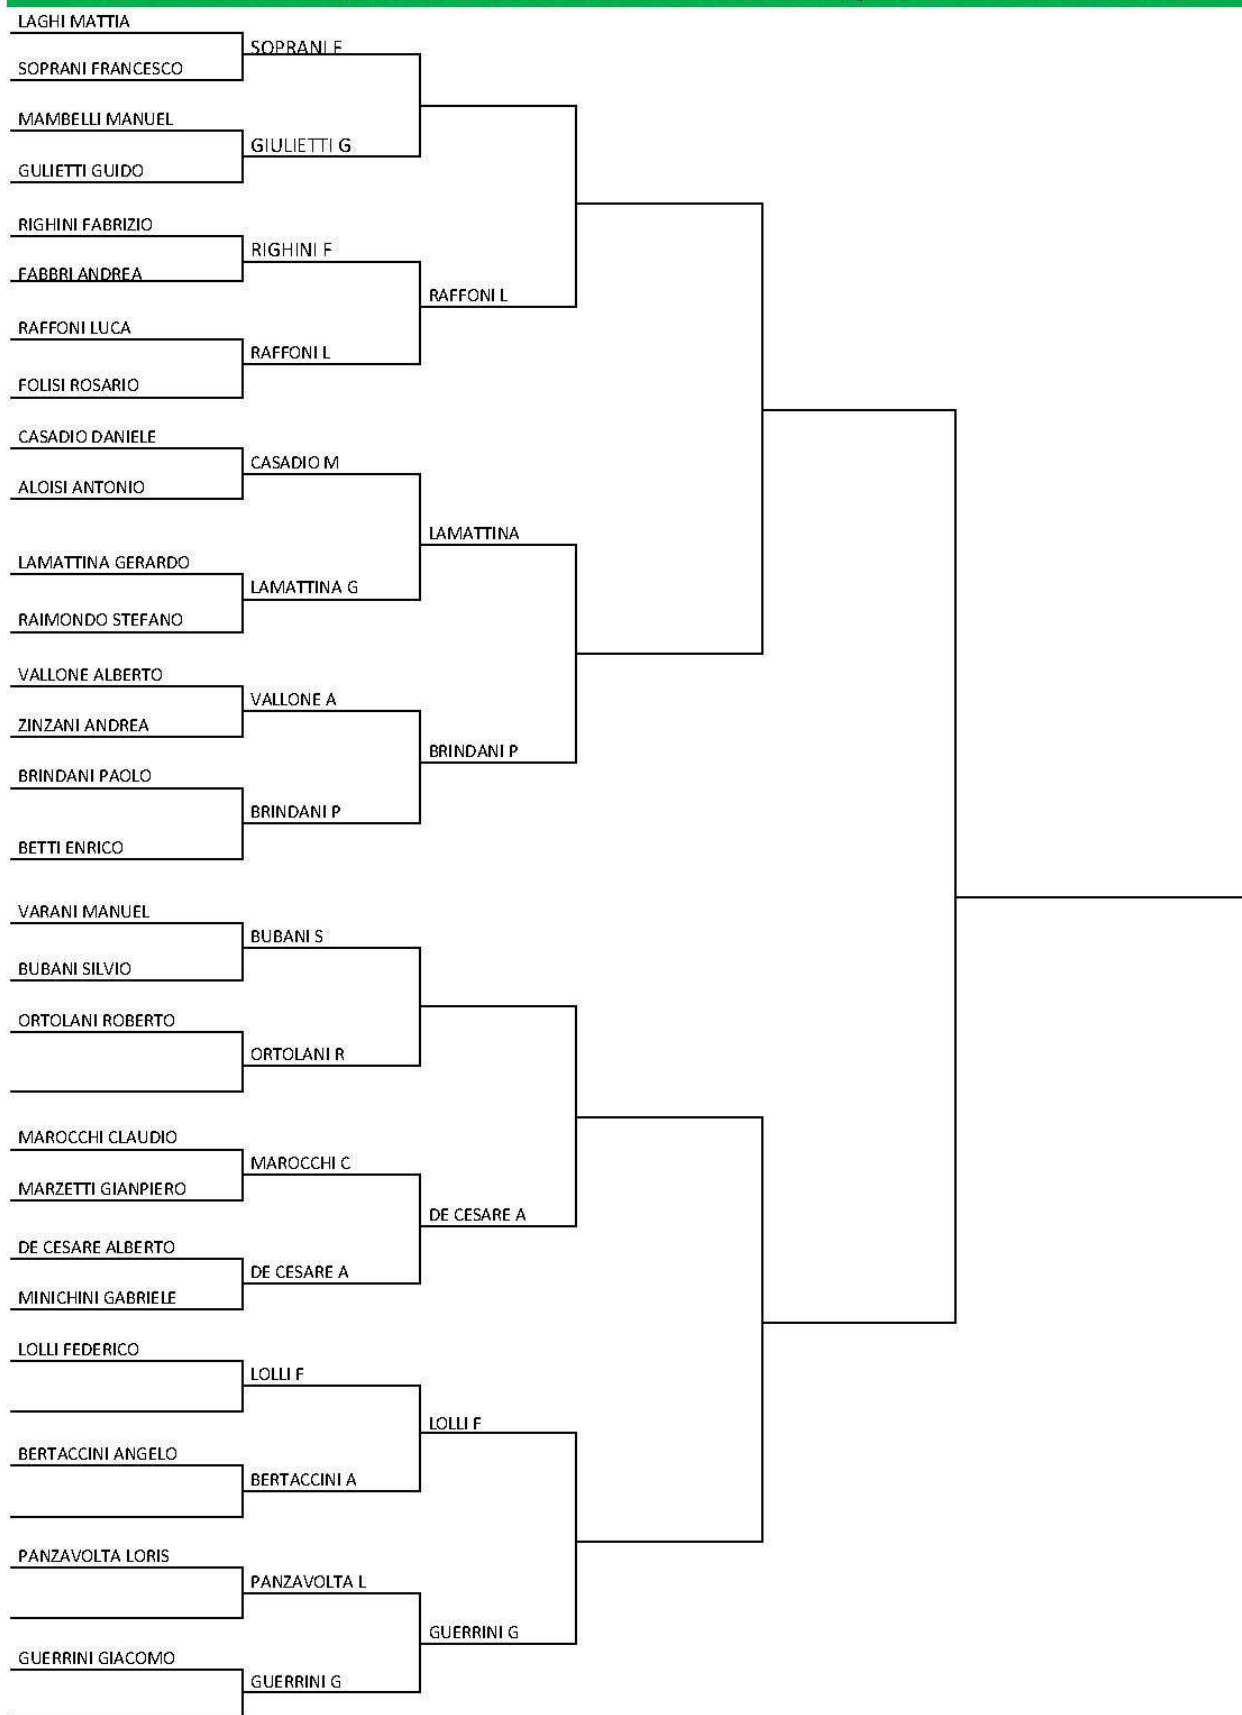 LAGHI MATTIA
SOPRANI F
SOPRANI FRANCESCO
MAMBELLI MANUEL
GIULIETTI G
GULIETTI GUIDO
RIGHINI FABRIZIO
RIGHINI F
FABBRI ANDREA
RAFFONI L
RAFFONI LUCA
RAFFONI L
FOLISI ROSARIO
CASADIO DANIELE
CASADIO M
ALOISI ANTONIO
LAMATTINA
LAMATTINA GERARDO
LAMATTINA G
RAIMONDO STEFANO
VALLONE ALBERTO
VALLONE A
ZINZANI ANDREA
BRINDANI P
BRINDANI PAOLO
BRINDANI P
BETTI ENRICO
VARANI MANUEL
BUBANI S
BUBANI SILVIO
ORTOLANI ROBERTO
ORTOLANI R
MAROCCHI CLAUDIO
MAROCCHI C
MARZETTI GIANPIERO
DE CESARE A
DE CESARE ALBERTO
DE CESARE A
MINICHINI GABRIELE
LOLLI FEDERICO
LOLLI F
LOLLI F
BERTACCINI ANGELO
BERTACCINI A
PANZAVOLTA LORIS
PANZAVOLTA L
GUERRINI G
GUERRINI GIACOMO
GUERRINI G